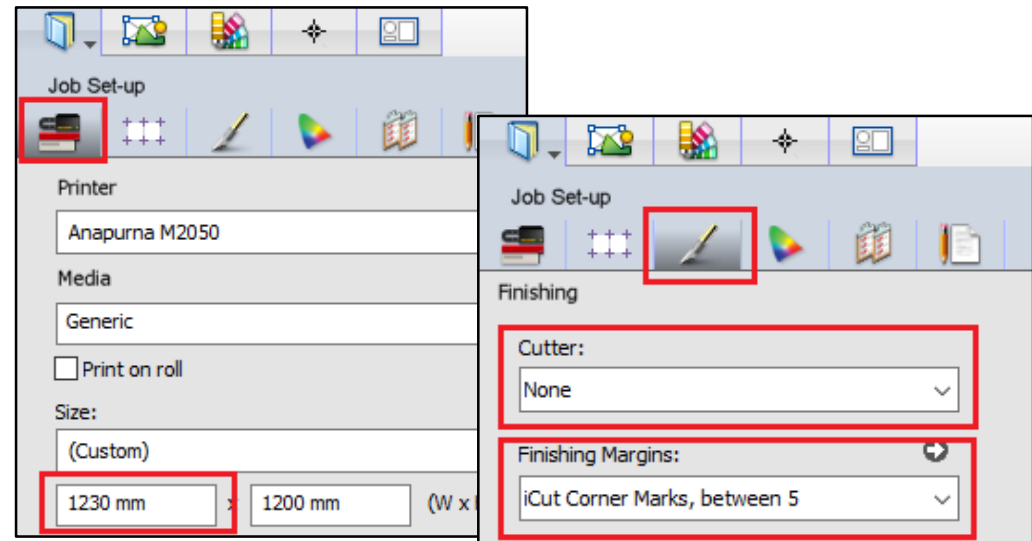 Job Set-up
Printer
Anapurna M2050
Media
Generic
Print on roll
Size:
(Custom)
1230 mm x 1200 mm (W x
Job Set-up
Finishing
Cutter:
None
Finishing Margins:
iCut Corner Marks, between 5